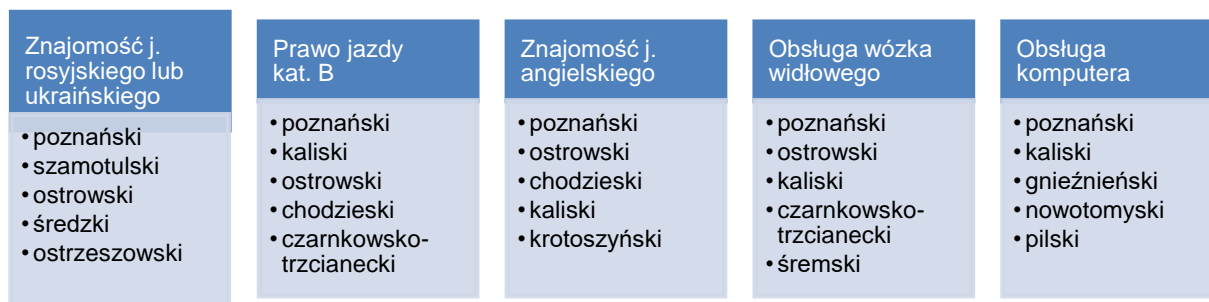 Znajomość j.
rosyjskiego lub
ukraińskiego
• poznański
• szamotulski
• ostrowski
• średzki
• ostrzeszowski
Prawo jazdy
kat. B
• poznański
• kaliski
• ostrowski
• chodzieski
• czarnkowsko-
trzcianecki
Znajomość j.
angielskiego
• poznański
• ostrowski
• chodzieski
• kaliski
• krotoszyński
Obsługa wózka
widłowego
• poznański
• ostrowski
• kaliski
• czarnkowsko-
trzcianecki
• śremski
Obsługa
komputera
• poznański
• kaliski
• gnieźnieński
• nowotomyski
• pilski